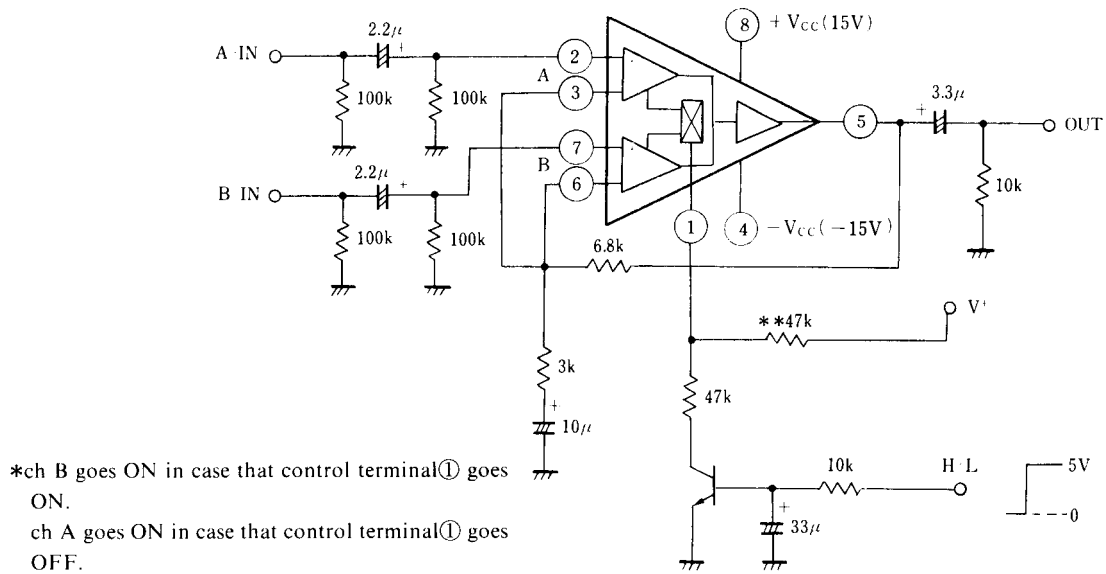 8 + VCC(15V)
2.2μ +
A·IN
2
A
3
100k 100k
3.3μ
+
5
OUT
7
B
6
2.2μ +
B IN
10k
1
4 −VCC(−15V)
100k 100k
6.8k
V+
**47k
3k
+
10μ
47k
*ch B goes ON in case that control terminal① goes
ON.
ch A goes ON in case that control terminal① goes
OFF.
10k
H·L
5V
0
+
33μ